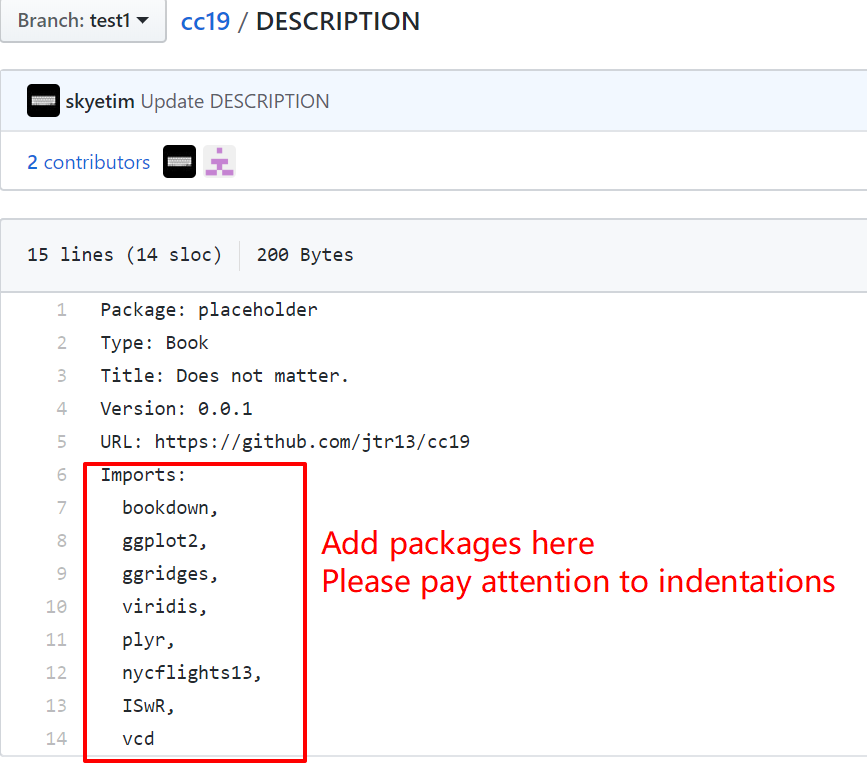 Branch: test1
cc19 / DESCRIPTION
skyetim Update DESCRIPTION
2 contributors
15 lines (14 sloc) 200 Bytes
1 Package: placeholder
2 Type: Book
3 Title: Does not matter.
4 Version: 0.0.1
5 URL: https://github.com/jtr13/cc19
6 Imports:
7 bookdown,
8 ggplot2,
9 ggridges,
10 viridis,
11 plyr,
12 nycflights13,
13 ISwR,
14 vcd
Add packages here
Please pay attention to indentations